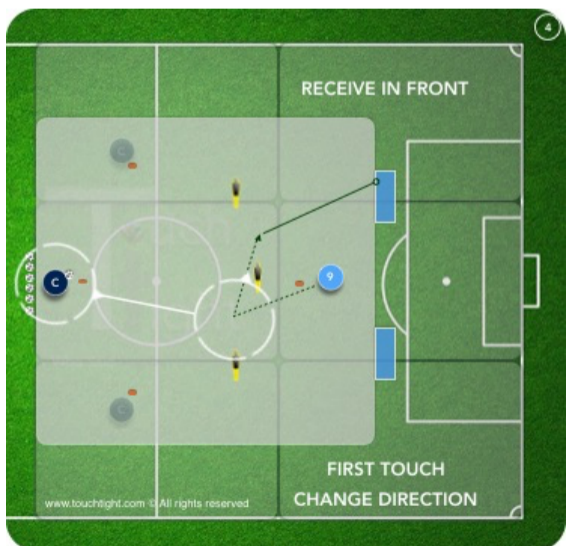 4
RECEIVE IN FRONT
C
C
9
C
FIRST TOUCH
CHANGE DIRECTION
www.touchtight.com © All rights reserved